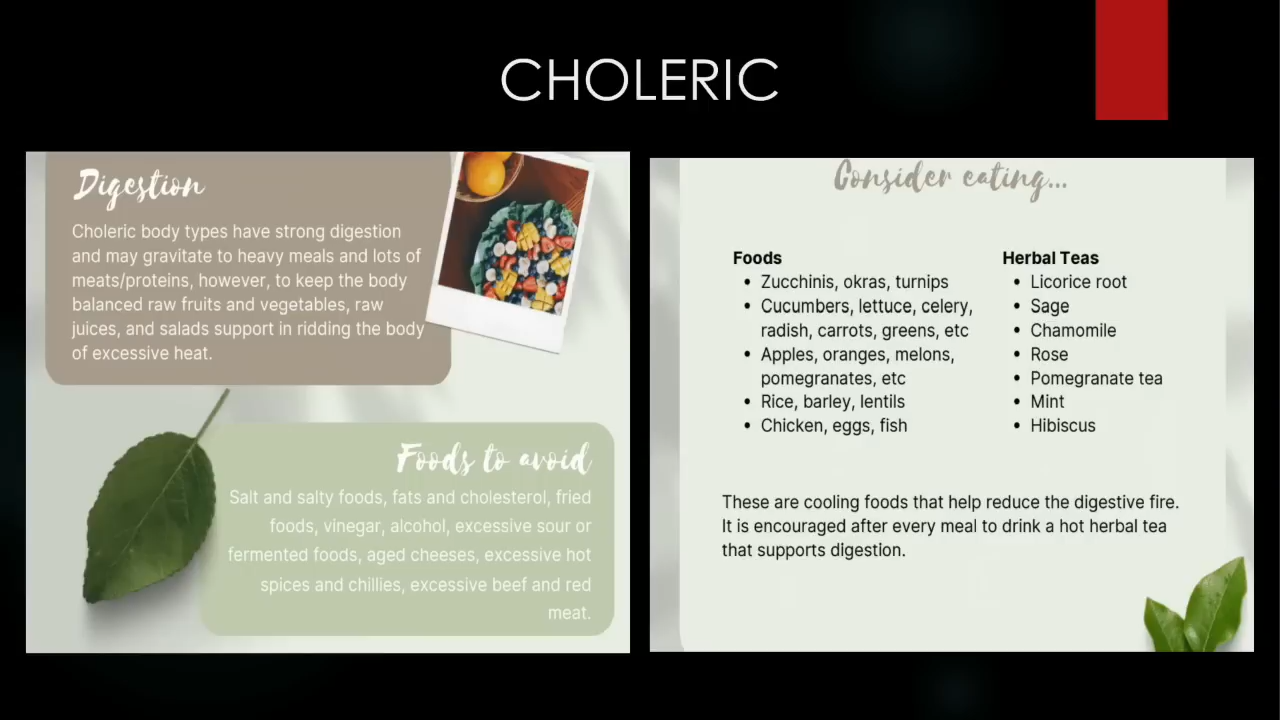 CHOLERIC
Digestion
Choleric body types have strong digestion
and may gravitate to heavy meals and lots of
meats/proteins, however, to keep the body
balanced raw fruits and vegetables, raw
juices, and salads support in ridding the body
of excessive heat.
Foods to avoid
Salt and salty foods, fats and cholesterol, fried
foods, vinegar, alcohol, excessive sour or
fermented foods, aged cheeses, excessive hot
spices and chillies, excessive beef and red
meat.
Consider eating...
Foods
• Zucchinis, okras, turnips
• Cucumbers, lettuce, celery,
radish, carrots, greens, etc
• Apples, oranges, melons,
pomegranates, etc
• Rice, barley, lentils
• Chicken, eggs, fish
Herbal Teas
• Licorice root
• Sage
• Chamomile
• Rose
• Pomegranate tea
• Mint
• Hibiscus
These are cooling foods that help reduce the digestive fire.
It is encouraged after every meal to drink a hot herbal tea
that supports digestion.